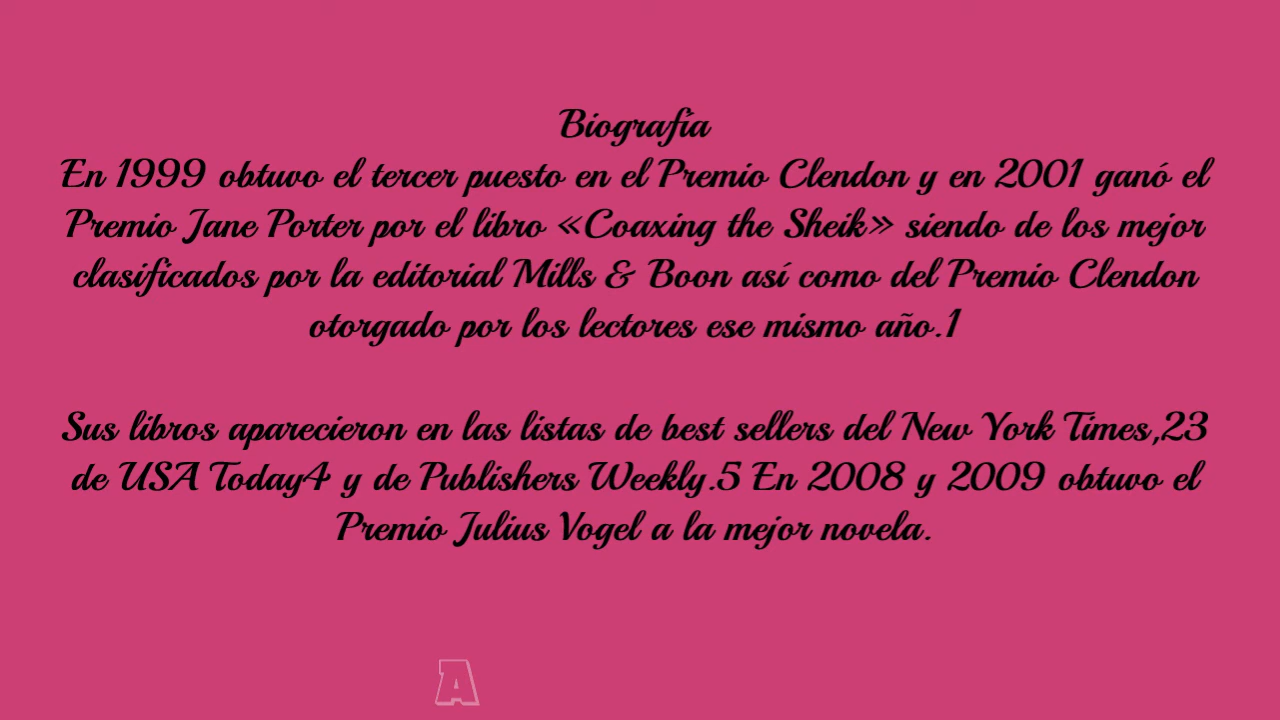 Biografía
En 1999 obtuvo el tercer puesto en el Premio Clendon y en 2001 ganó el
Premio Jane Porter por el libro «Coaxing the Sheik» siendo de los mejor
clasificados por la editorial Mills & Boon así como del Premio Clendon
otorgado por los lectores ese mismo año.1
Sus libros aparecieron en las listas de best sellers del New York Times,23
de USA Today4 y de Publishers Weekly.5 En 2008 y 2009 obtuvo el
Premio Julius Vogel a la mejor novela.
A